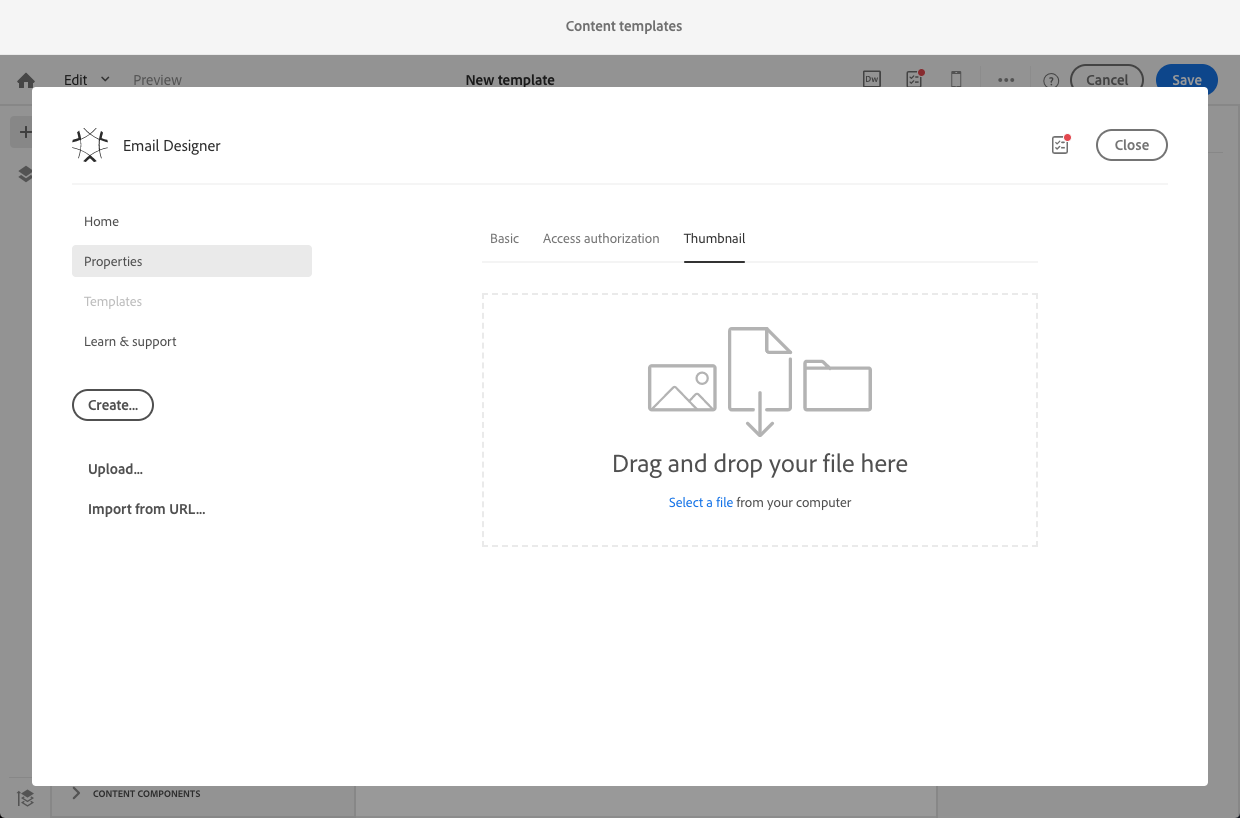 Content templates
Edit Preview New template Dw ? Cancel Save
Email Designer Close
Home
Properties
Templates
Learn & support
Create...
Upload...
Import from URL...
Basic Access authorization Thumbnail
Drag and drop your file here
Select a file from your computer
CONTENT COMPONENTS